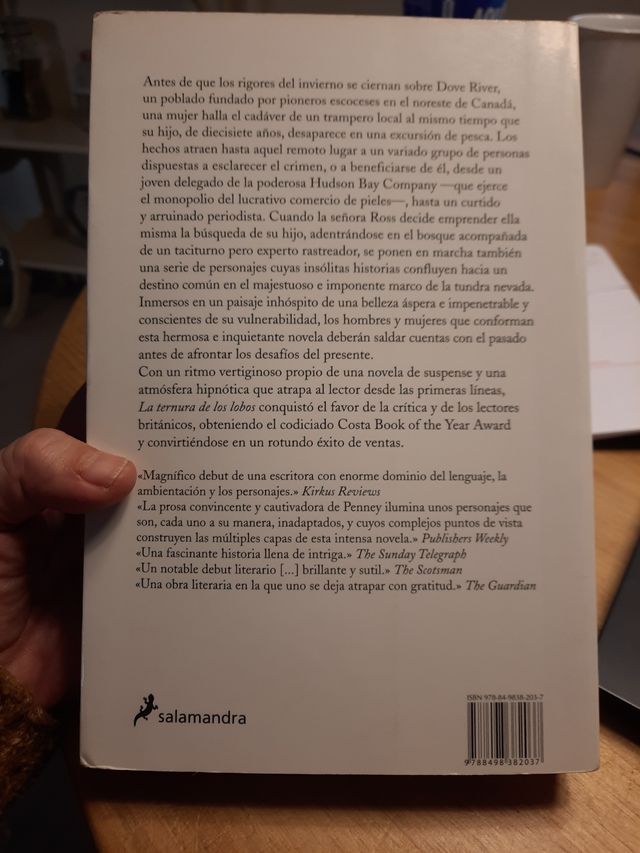 Antes de que los rigores del invierno se ciernan sobre Dove River,
un poblado fundado por pioneros escoceses en el noreste de Canadá,
una mujer halla el cadáver de un trampero local al mismo tiempo que
su hijo, de diecisiete años, desaparece en una excursión de pesca. Los
hechos atraen hasta aquel remoto lugar a un variado grupo de personas
dispuestas a esclarecer el crimen, o a beneficiarse de él, desde un
joven delegado de la poderosa Hudson Bay Company —que ejerce
el monopolio del lucrativo comercio de pieles—, hasta un curtido
y arruinado periodista. Cuando la señora Ross decide emprender ella
misma la búsqueda de su hijo, adentrándose en el bosque acompañada
de un taciturno pero experto rastreador, se ponen en marcha también
una serie de personajes cuyas insólitas historias confluyen hacia un
destino común en el majestuoso e imponente marco de la tundra nevada.
Inmersos en un paisaje inhóspito de una belleza áspera e impenetrable y
conscientes de su vulnerabilidad, los hombres y mujeres que conforman
esta hermosa e inquietante novela deberán saldar cuentas con el pasado
antes de afrontar los desafíos del presente.
Con un ritmo vertiginoso propio de una novela de suspense y una
atmósfera hipnótica que atrapa al lector desde las primeras líneas,
La ternura de los lobos conquistó el favor de la crítica y de los lectores
británicos, obteniendo el codiciado Costa Book of the Year Award
y convirtiéndose en un rotundo éxito de ventas.
«Magnífico debut de una escritora con enorme dominio del lenguaje, la
ambientación y los personajes.» Kirkus Reviews
«La prosa convincente y cautivadora de Penney ilumina unos personajes que
son, cada uno a su manera, inadaptados, y cuyos complejos puntos de vista
construyen las múltiples capas de esta intensa novela.» Publishers Weekly
«Una fascinante historia llena de intriga.» The Sunday Telegraph
«Un notable debut literario [...] brillante y sutil.» The Scotsman
«Una obra literaria en la que uno se deja atrapar con gratitud.» The Guardian
salamandra
ISBN 978-84-9838-203-7
9 788498 382037